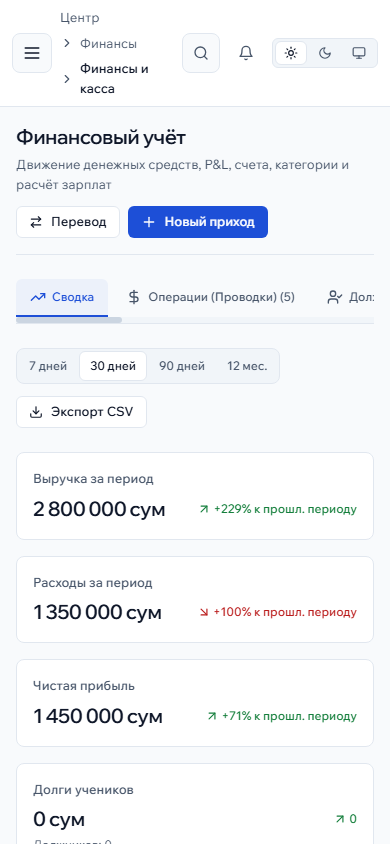 Центр
Финансы
Финансы и
касса
Финансовый учёт
Движение денежных средств, P&L, счета, категории и
расчёт зарплат
Перевод
Новый приход
Сводка
Операции (Проводки) (5)
Дол
7 дней
30 дней
90 дней
12 мес.
Экспорт CSV
Выручка за период
2 800 000 сум
+229% к прошл. периоду
Расходы за период
1 350 000 сум
+100% к прошл. периоду
Чистая прибыль
1 450 000 сум
+71% к прошл. периоду
Долги учеников
0 сум
0